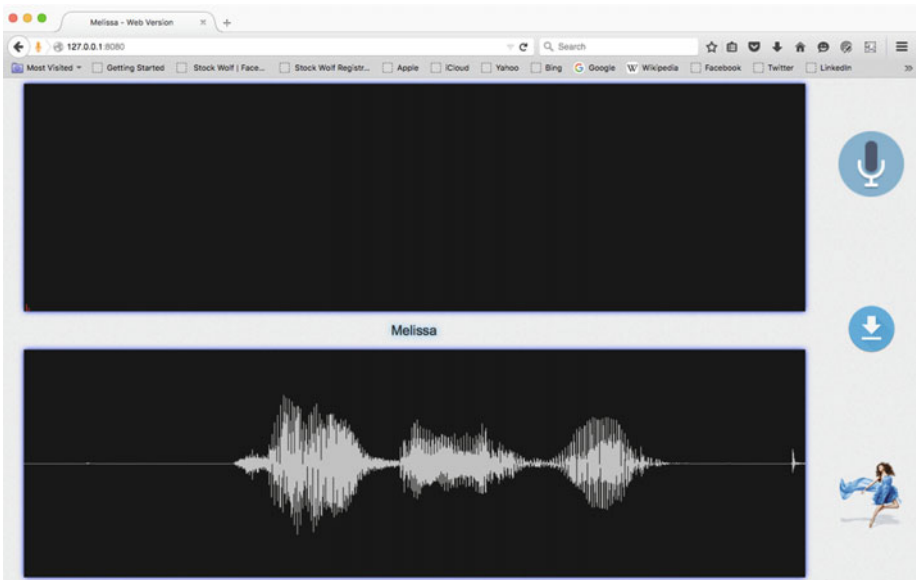 Melissa - Web Version
127.0.0.1:8080
Search
Most Visited Getting Started Stock Wolf | Face... Stock Wolf Registr... Apple iCloud Yahoo Bing Google Wikipedia Facebook Twitter LinkedIn
Melissa